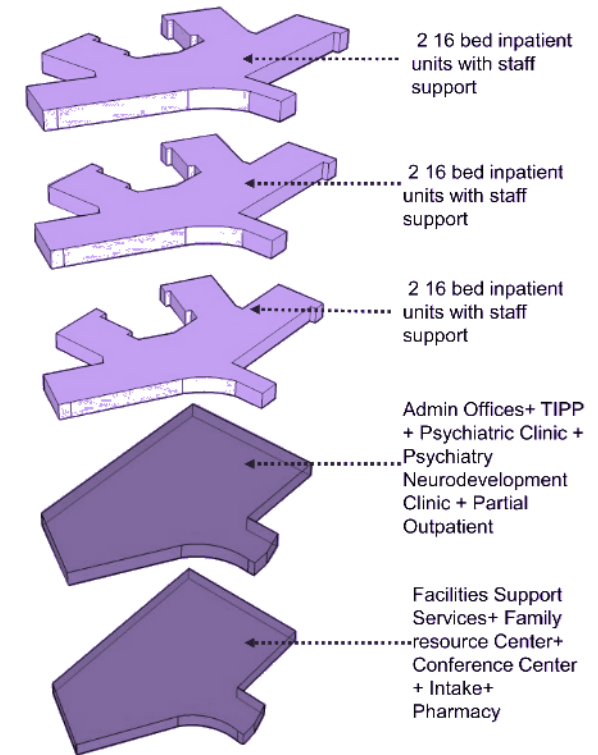 2 16 bed inpatient
units with staff
support
2 16 bed inpatient
units with staff
support
2 16 bed inpatient
units with staff
support
Admin Offices+ TIPP
+ Psychiatric Clinic +
Psychiatry
Neurodevelopment
Clinic + Partial
Outpatient
Facilities Support
Services+ Family
resource Center+
Conference Center
+ Intake+
Pharmacy